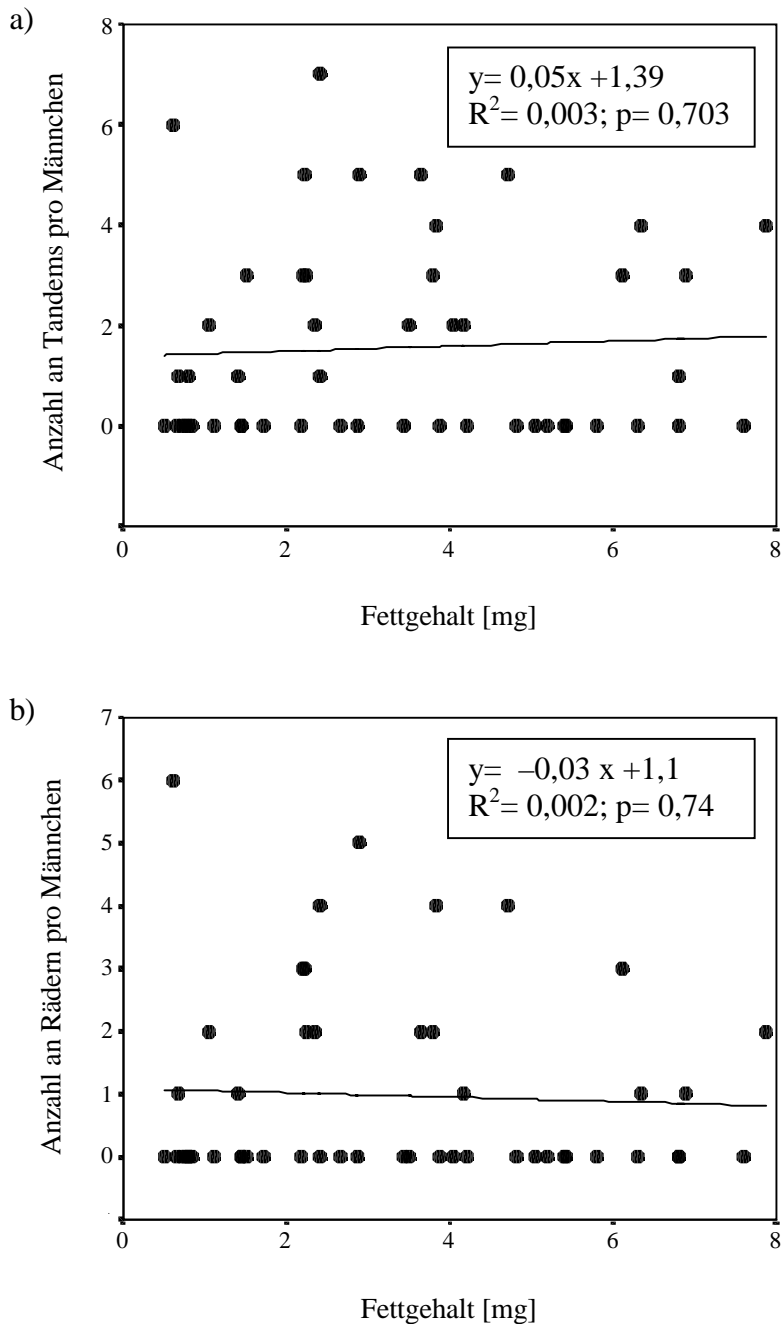 a)
8
y= 0,05x +1,39
R²= 0,003; p= 0,703
6
4
2
0
Anzahl an Tandems pro Männchen
0 2 4 6 8
Fettgehalt [mg]
b)
7
y= –0,03 x +1,1
R²= 0,002; p= 0,74
6
5
4
3
2
1
0
Anzahl an Rädern pro Männchen
0 2 4 6 8
Fettgehalt [mg]